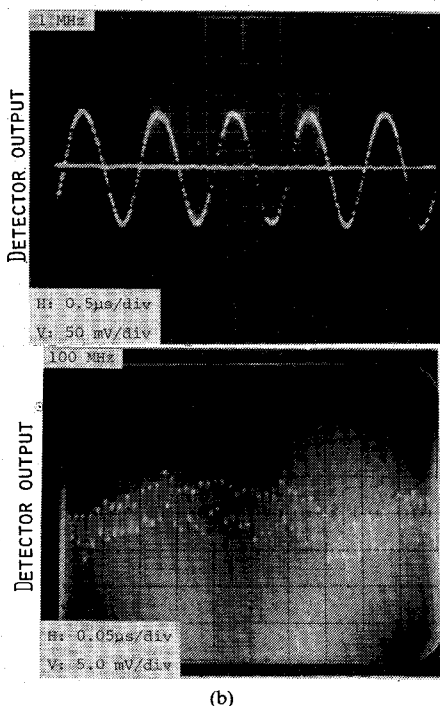 1 MHz
DETECTOR OUTPUT
H: 0.5µs/div
V: 50 mV/div
100 MHz
DETECTOR OUTPUT
H: 0.05µs/div
V: 5.0 mV/div
(b)